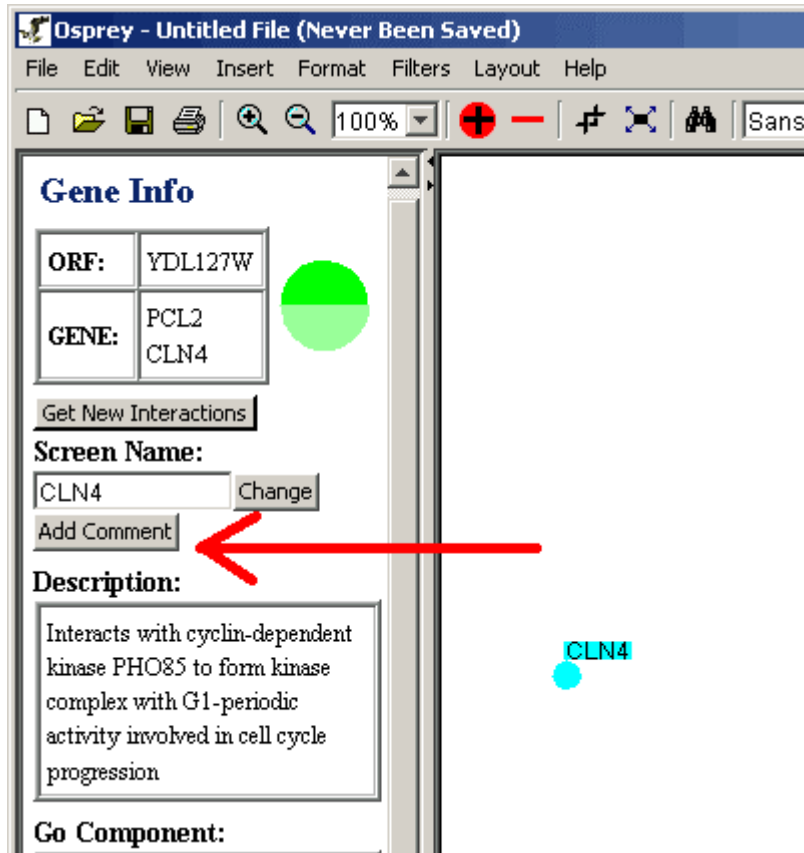 Osprey - Untitled File (Never Been Saved)
File Edit View Insert Format Filters Layout Help
100% Sans
Gene Info
ORF: YDL127W
GENE: PCL2
CLN4
Get New Interactions
Screen Name:
CLN4 Change
Add Comment
Description:
Interacts with cyclin-dependent
kinase PHO85 to form kinase
complex with G1-periodic
activity involved in cell cycle
progression
Go Component:
CLN4